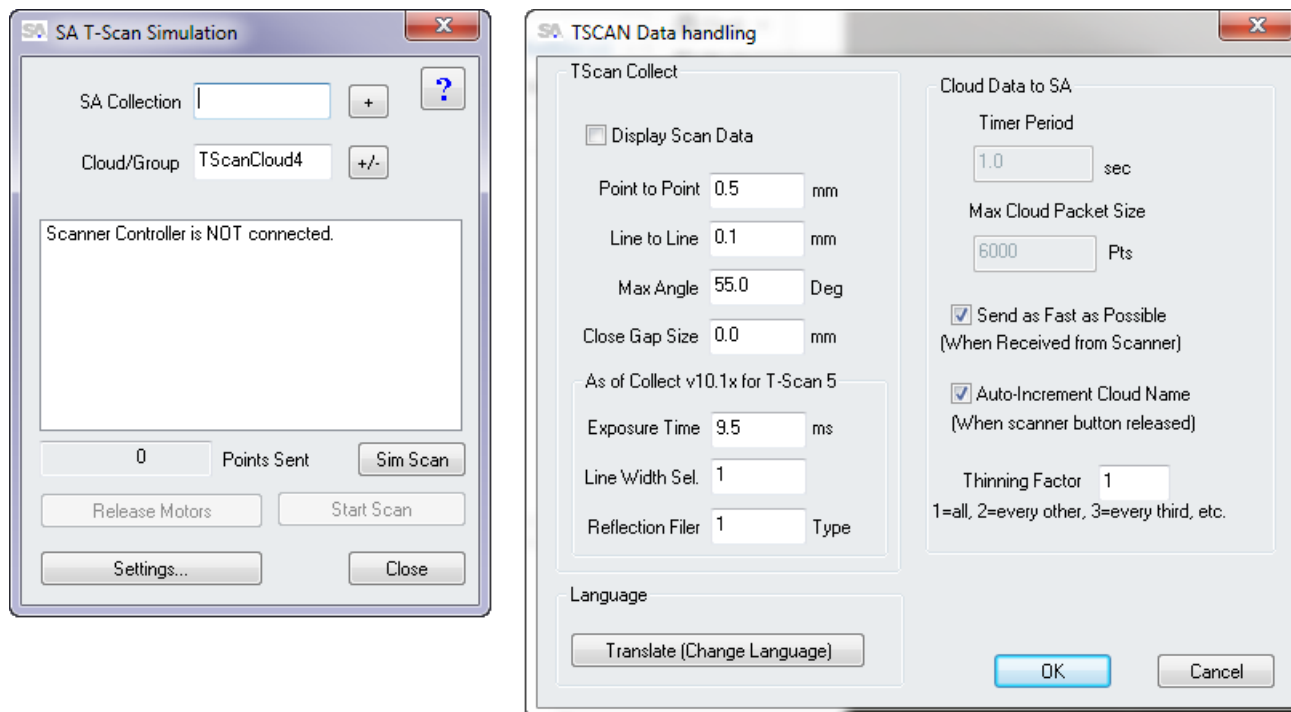 SA T-Scan Simulation
SA Collection
+
?
Cloud/Group
TScanCloud4
+/-
Scanner Controller is NOT connected.
0
Points Sent
Sim Scan
Release Motors
Start Scan
Settings...
Close
SA TSCAN Data handling
TScan Collect
Display Scan Data
Point to Point 0.5 mm
Line to Line 0.1 mm
Max Angle 55.0 Deg
Close Gap Size 0.0 mm
As of Collect v10.1x for T-Scan 5
Exposure Time 9.5 ms
Line Width Sel. 1
Reflection Filer 1 Type
Language
Translate (Change Language)
Cloud Data to SA
Timer Period
1.0 sec
Max Cloud Packet Size
6000 Pts
Send as Fast as Possible
(When Received from Scanner)
Auto-Increment Cloud Name
(When scanner button released)
Thinning Factor 1
1=all, 2=every other, 3=every third, etc.
OK
Cancel